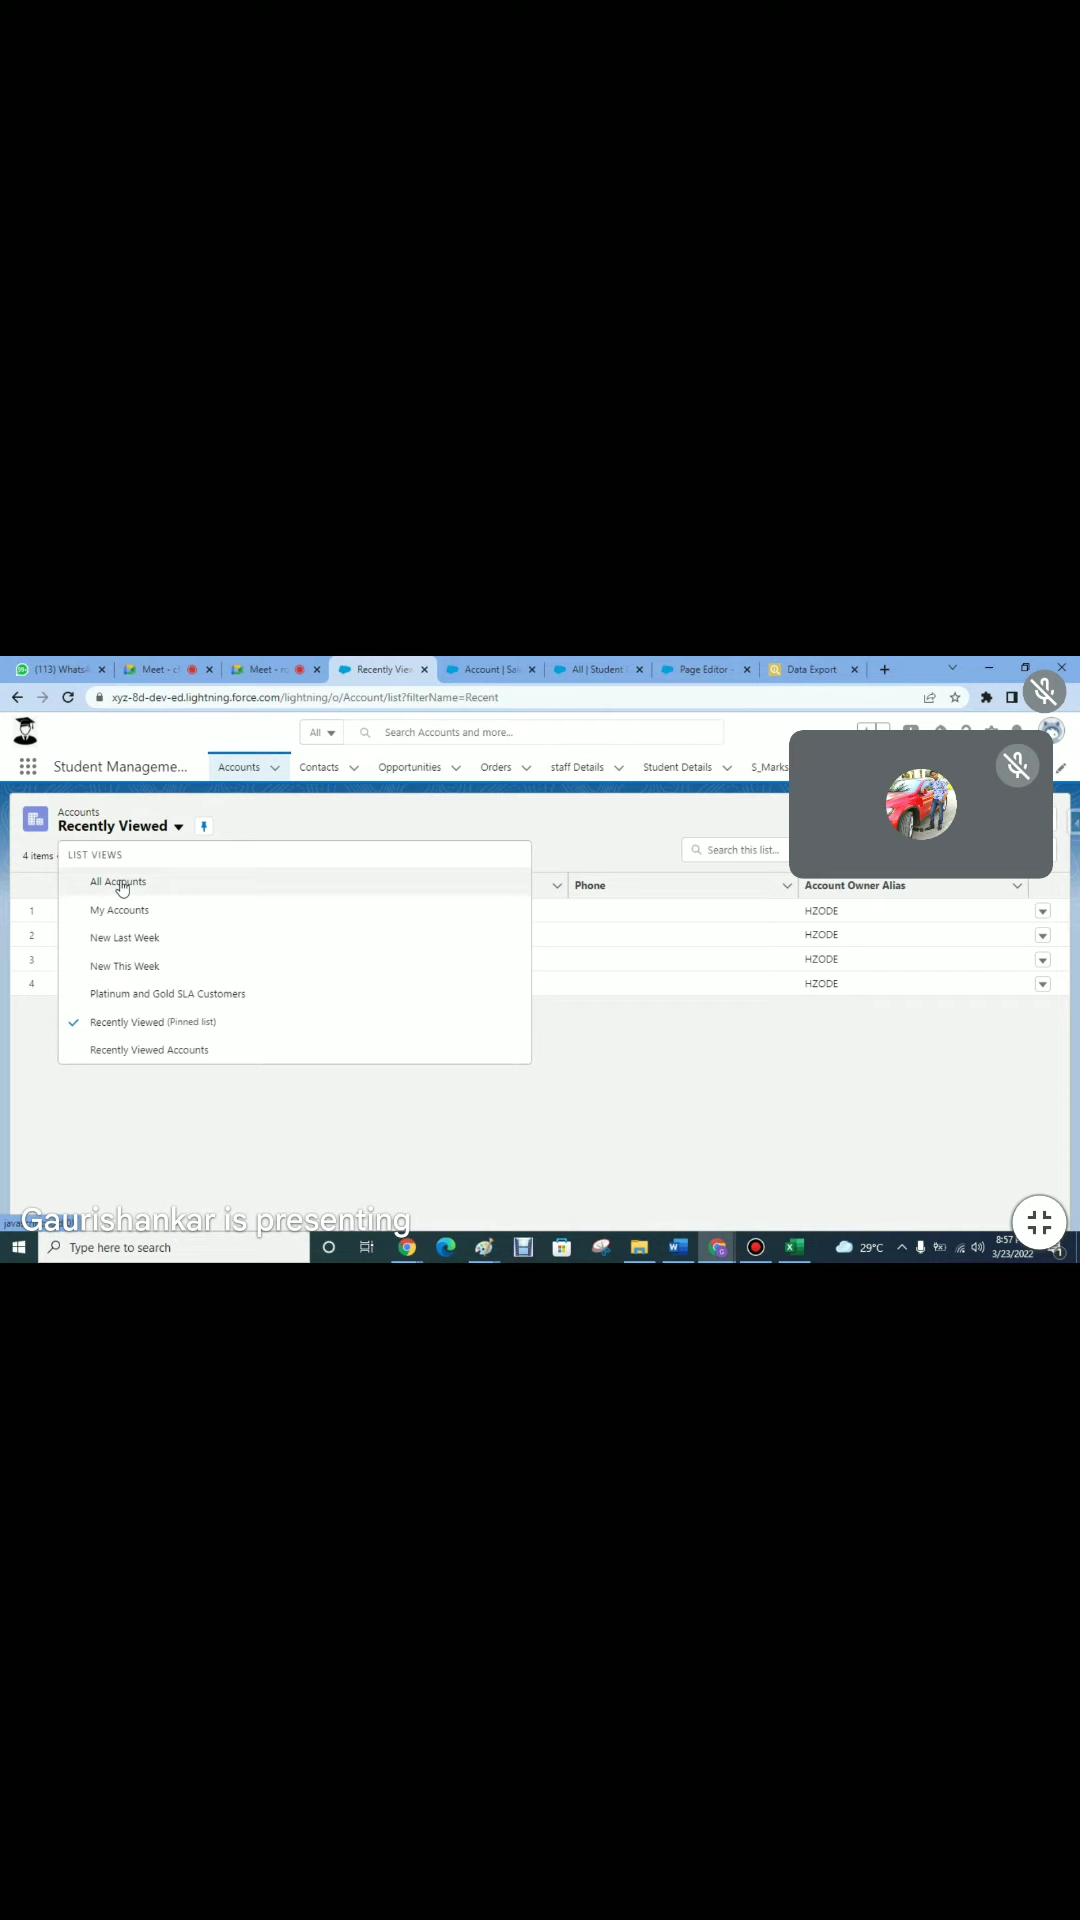 (113) Whats
Meet - c
Meet - ro
Recently View
Account | Sal
All | Student
Page Editor -
Data Export
xyz-8d-dev-ed.lightning.force.com/lightning/o/Account/list?filterName=Recent
All
Search Accounts and more...
Student Manageme...
Accounts
Contacts
Opportunities
Orders
staff Details
Student Details
S_Marks
Accounts
Recently Viewed
4 items
Search this list...
LIST VIEWS
All Accounts
My Accounts
New Last Week
New This Week
Platinum and Gold SLA Customers
Recently Viewed (Pinned list)
Recently Viewed Accounts
Phone
Account Owner Alias
1 HZODE
2 HZODE
3 HZODE
4 HZODE
Gaurishankar is presenting
Type here to search
29°C
8:57
3/23/2022